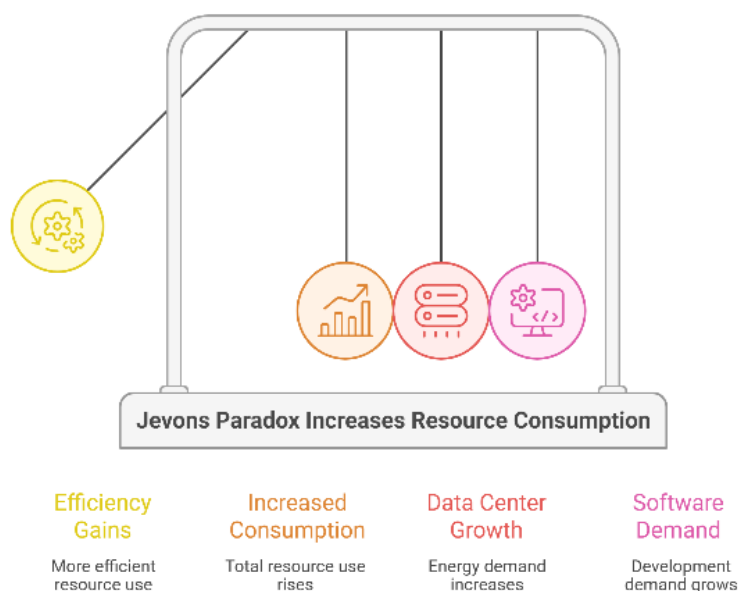 Jevons Paradox Increases Resource Consumption
Efficiency
Gains
More efficient
resource use
Increased
Consumption
Total resource use
rises
Data Center
Growth
Energy demand
increases
Software
Demand
Development
demand grows